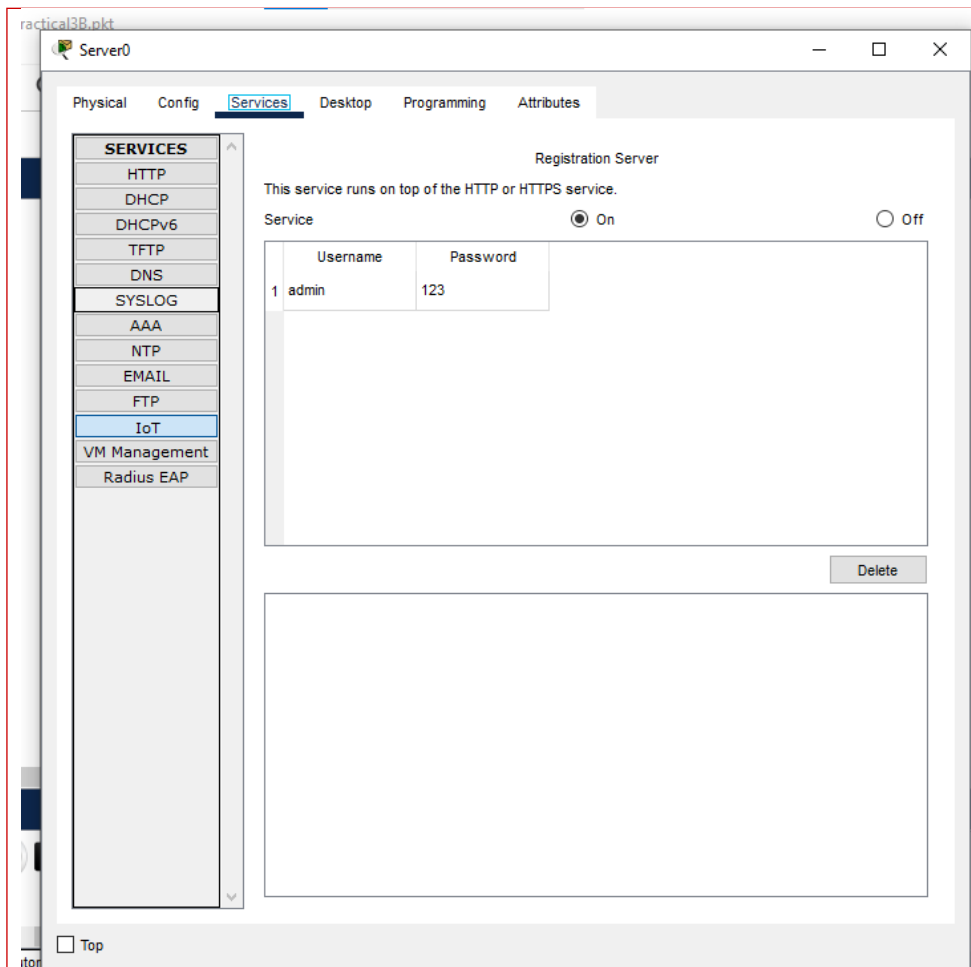 ractical3B.pkt
Server0
Physical Config Services Desktop Programming Attributes
SERVICES
HTTP
DHCP
DHCPv6
TFTP
DNS
SYSLOG
AAA
NTP
EMAIL
FTP
IoT
VM Management
Radius EAP
Registration Server
This service runs on top of the HTTP or HTTPS service.
Service On Off
Username Password
1 admin 123
Delete
Top